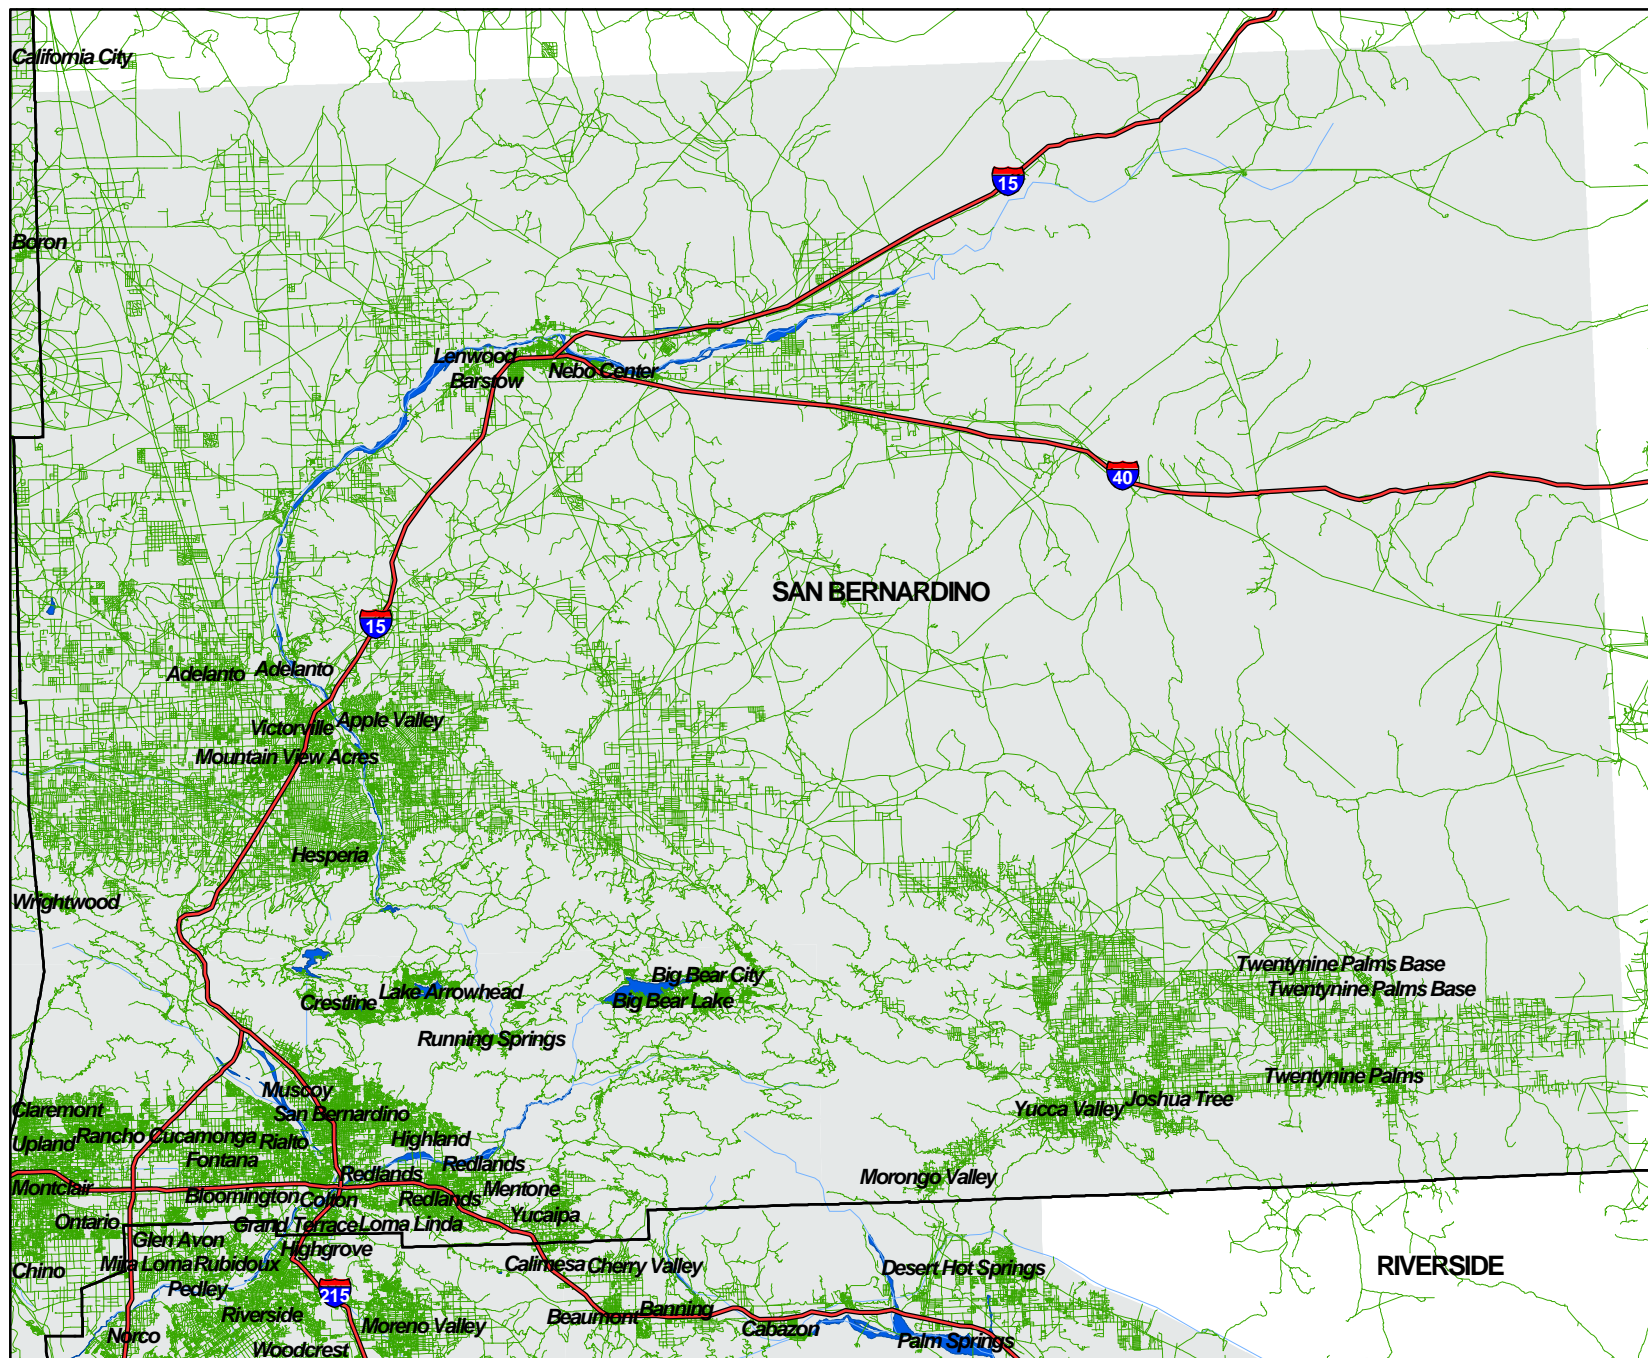 California City
15
Boron
Lenwood
Barstow
Nebo Center
40
SAN BERNARDINO
15
Adelanto
Adelanto
Victorville
Apple Valley
Mountain View Acres
Hesperia
Wrightwood
Big Bear City
Twentynine Palms Base
Twentynine Palms Base
Lake Arrowhead
Crestline
Big Bear Lake
Running Springs
Twentynine Palms
Muscoy
San Bernardino
Joshua Tree
Yucca Valley
Claremont
Upland
Rancho Cucamonga
Rialto
Highland
Fontana
Redlands
Redlands
Morongo Valley
Montclair
Bloomington
Colton
Redlands
Mentone
Ontario
Grand Terrace
Loma Linda
Yucaipa
Glen Avon
Highgrove
Chino
Mira Loma
Rubidoux
Calimesa
Cherry Valley
Desert Hot Springs
RIVERSIDE
Pedley
215
Riverside
Moreno Valley
Beaumont
Banning
Cabazon
Norco
Woodcrest
Palm Springs